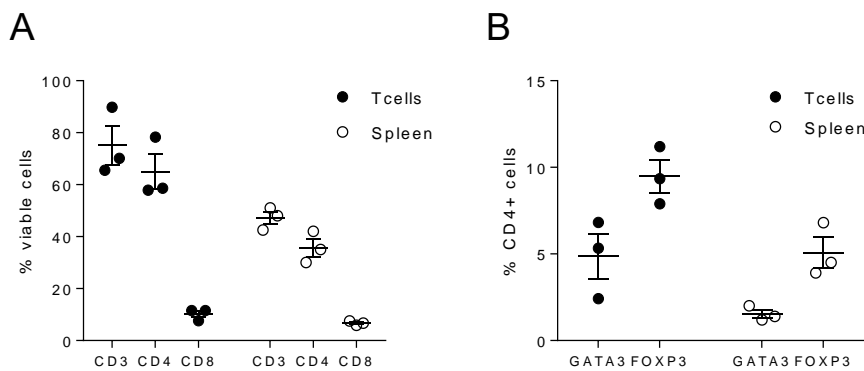 A
% viable cells
100
80
60
40
20
0
Tcells
Spleen
CD3 CD4 CD8 CD3 CD4 CD8
B
% CD4+ cells
15
10
5
0
Tcells
Spleen
GATA3 FOXP3 GATA3 FOXP3